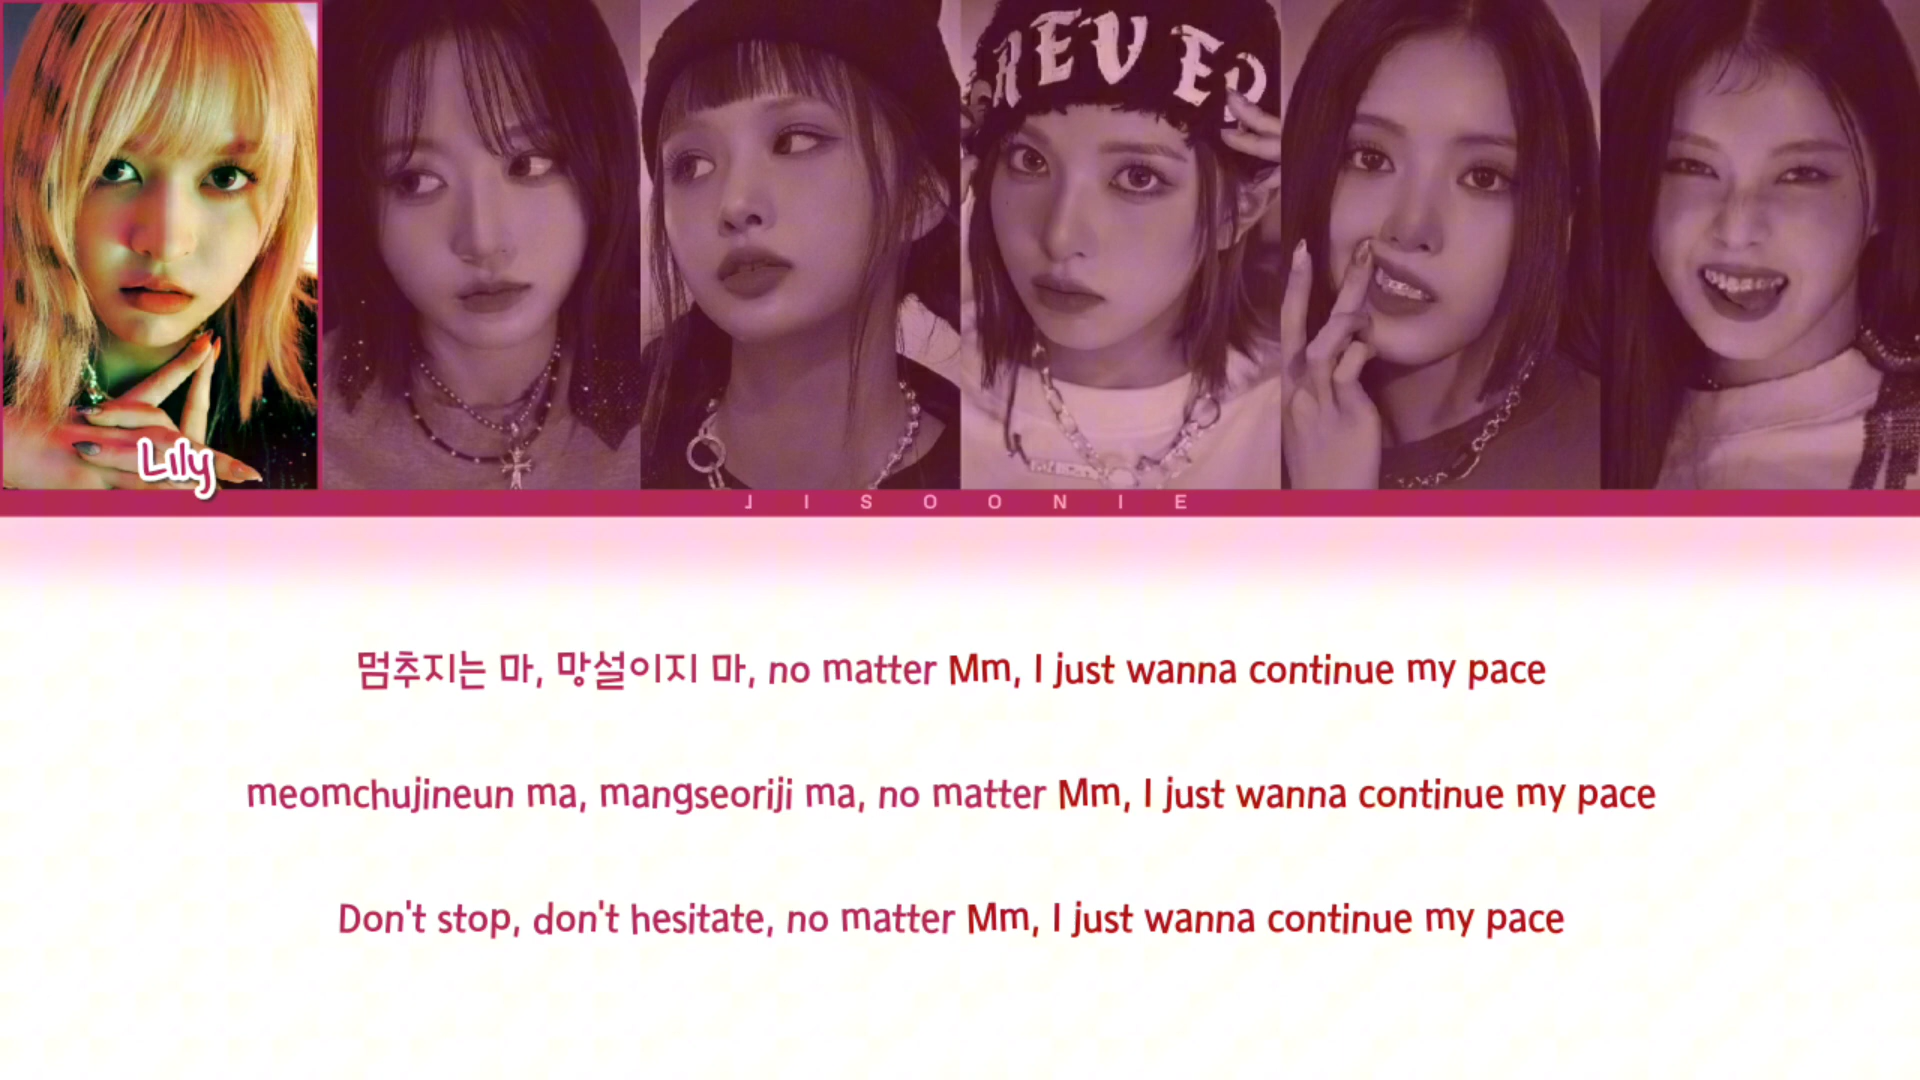 REVER
Lily
JISOONIE
멈추지는 마, 망설이지 마, no matter Mm, I just wanna continue my pace
meomchujineun ma, mangseoriji ma, no matter Mm, I just wanna continue my pace
Don't stop, don't hesitate, no matter Mm, I just wanna continue my pace